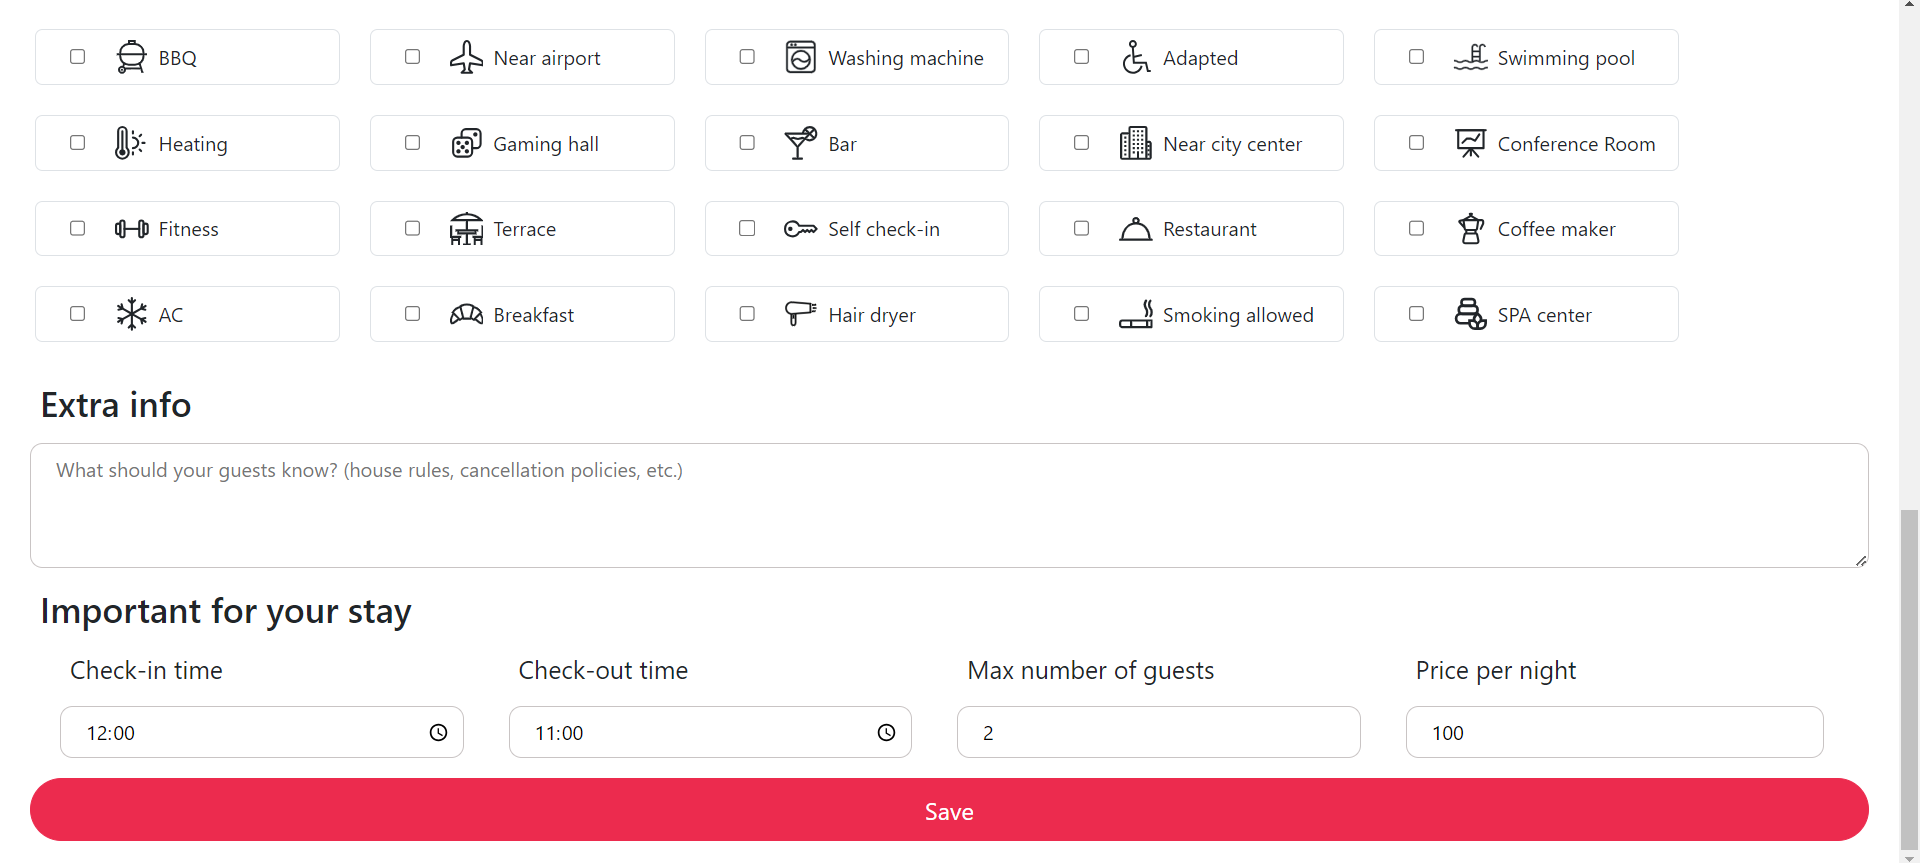 BBQ
Near airport
Washing machine
Adapted
Swimming pool
Heating
Gaming hall
Bar
Near city center
Conference Room
Fitness
Terrace
Self check-in
Restaurant
Coffee maker
AC
Breakfast
Hair dryer
Smoking allowed
SPA center
Extra info
What should your guests know? (house rules, cancellation policies, etc.)
Important for your stay
Check-in time
Check-out time
Max number of guests
Price per night
12:00
11:00
2
100
Save